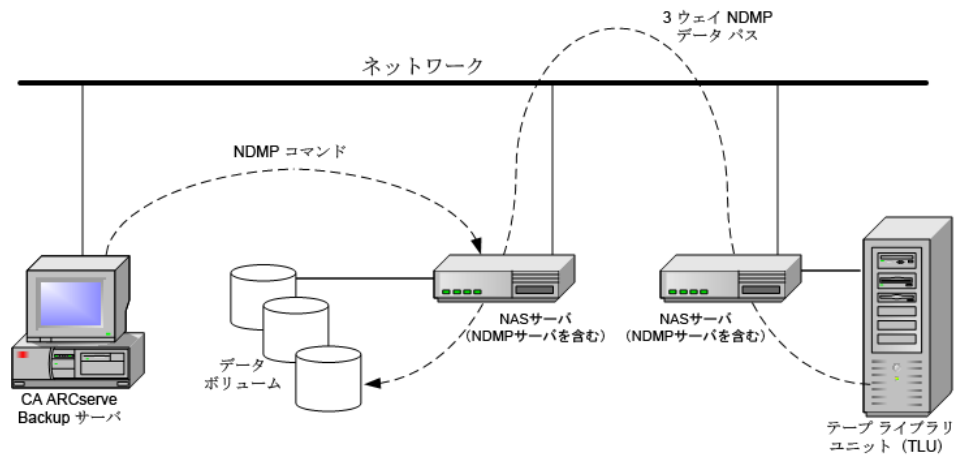 3 ウェイ NDMP
データ パス
ネットワーク
NDMP コマンド
NASサーバ
(NDMPサーバを含む)
NASサーバ
(NDMPサーバを含む)
データ
ボリューム
CA ARCserve
Backup サーバ
テープ ライブラリ
ユニット (TLU)